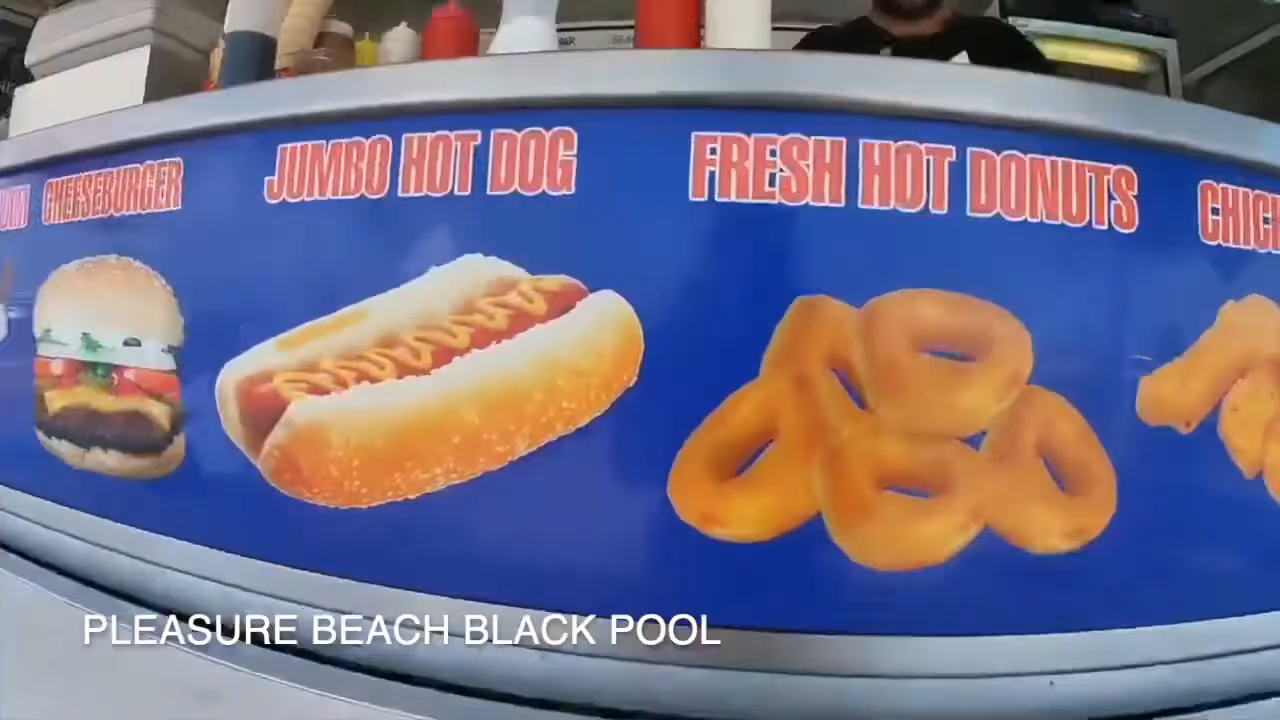 CHEESEBURGER
JUMBO HOT DOG
FRESH HOT DONUTS
PLEASURE BEACH BLACK POOL